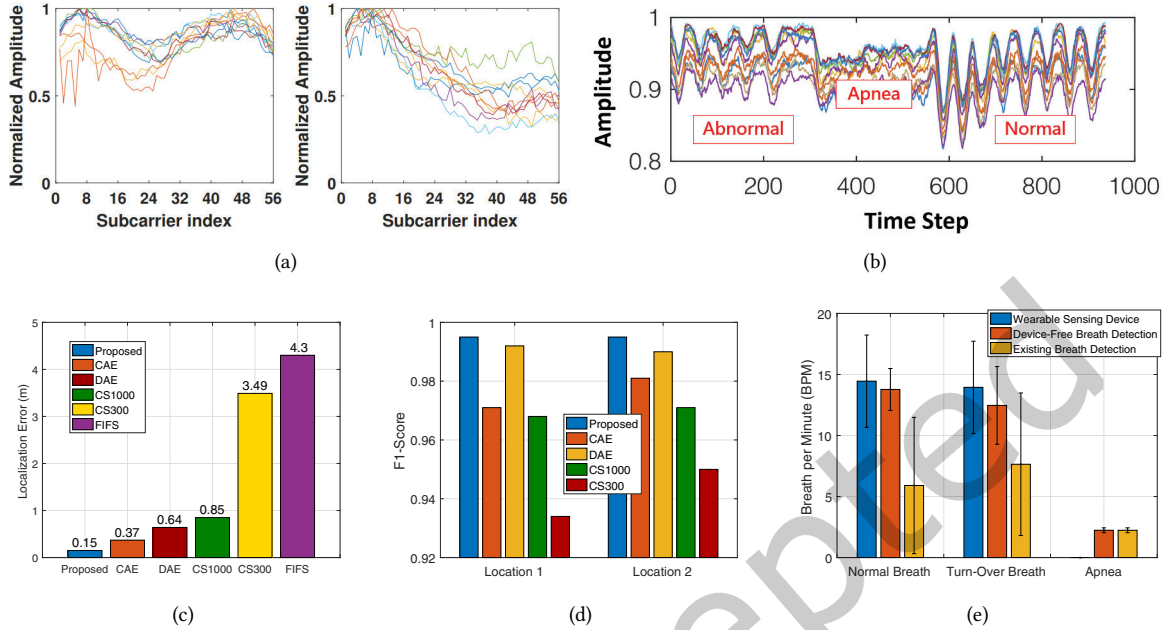 Normalized Amplitude
1
0.5
0
0 8 16 24 32 40 48 56
Subcarrier index
Normalized Amplitude
1
0.5
0
0 8 16 24 32 40 48 56
Subcarrier index
(a)
Amplitude
1
0.9
0.8
Abnormal
Apnea
Normal
0 200 400 600 800 1000
Time Step
(b)
Localization Error (m)
5
4
3
2
1
0
Proposed
CAE
DAE
CS1000
CS300
FIFS
0.15
0.37
0.64
0.85
3.49
4.3
Proposed CAE DAE CS1000 CS300 FIFS
(c)
F1-Score
1
0.98
0.96
0.94
0.92
Proposed
CAE
DAE
CS1000
CS300
Location 1 Location 2
(d)
Breath per Minute (BPM)
20
15
10
5
0
Wearable Sensing Device
Device-Free Breath Detection
Existing Breath Detection
Normal Breath Turn-Over Breath Apnea
(e)
cepted